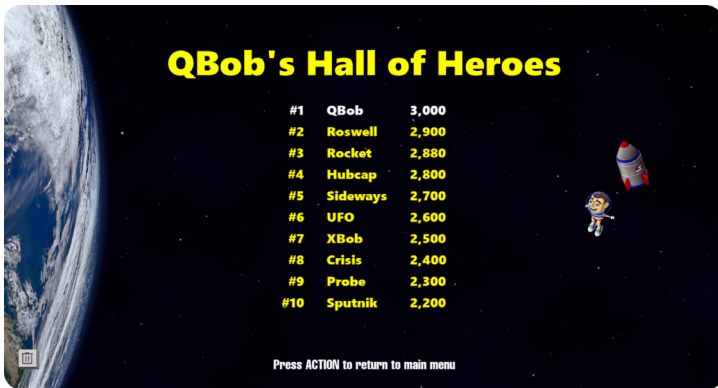 QBob's Hall of Heroes
#1 QBob 3,000
#2 Roswell 2,900
#3 Rocket 2,880
#4 Hubcap 2,800
#5 Sideways 2,700
#6 UFO 2,600
#7 XBob 2,500
#8 Crisis 2,400
#9 Probe 2,300
#10 Sputnik 2,200
Press ACTION to return to main menu